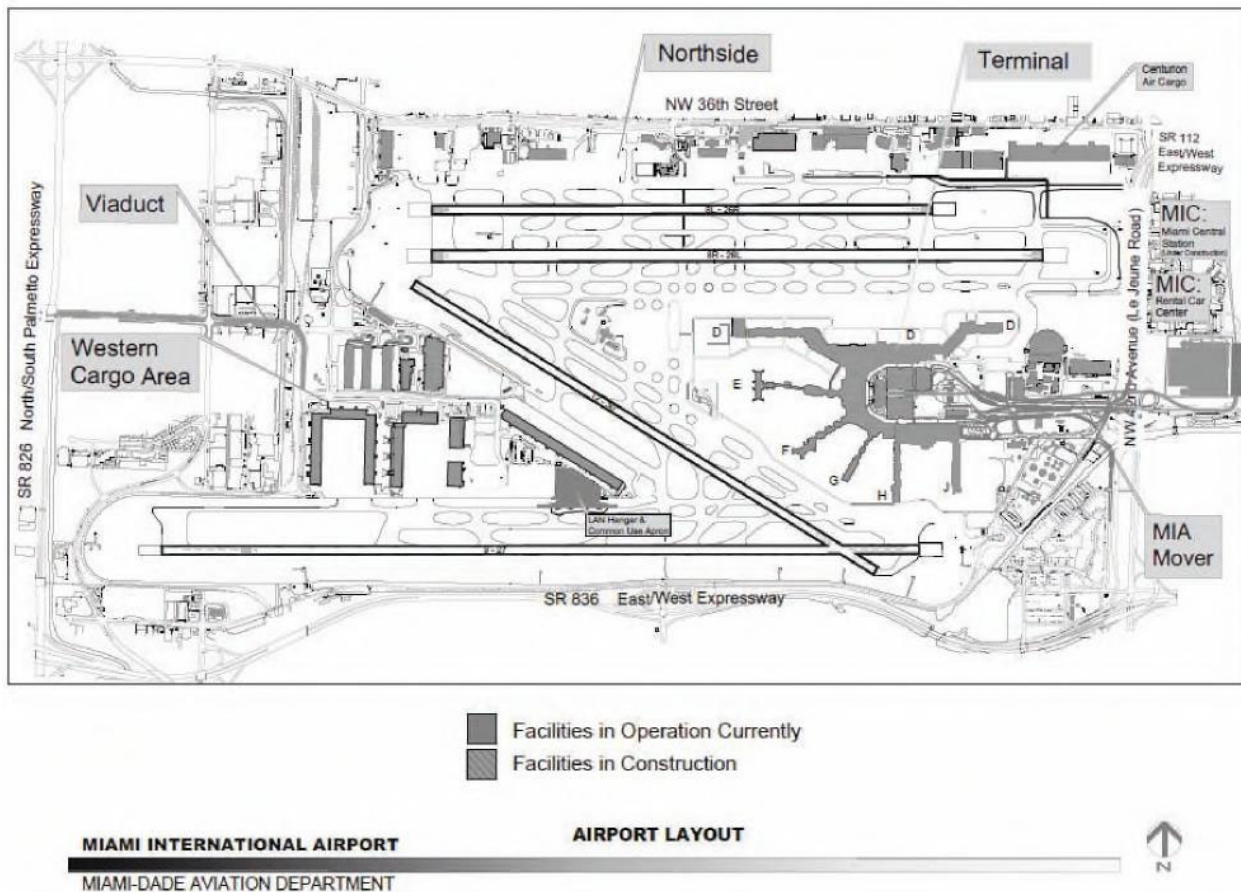 Northside
Terminal
Centurion
Air Cargo
NW 36th Street
SR 112
East/West
Expressway
Viaduct
8L - 26R
8R - 26L
MIC:
Miami Central
Station
(Under Construction)
MIC:
Rental Car
Center
NW 42nd Avenue (Le Jeune Road)
SR 826 North/South Palmetto Expressway
Western
Cargo Area
D
D
D
E
F
G
H
J
LAN Hangar &
Common Use Apron
9 - 27
MIA
Mover
SR 836 East/West Expressway
Facilities in Operation Currently
Facilities in Construction
MIAMI INTERNATIONAL AIRPORT
AIRPORT LAYOUT
MIAMI-DADE AVIATION DEPARTMENT
N